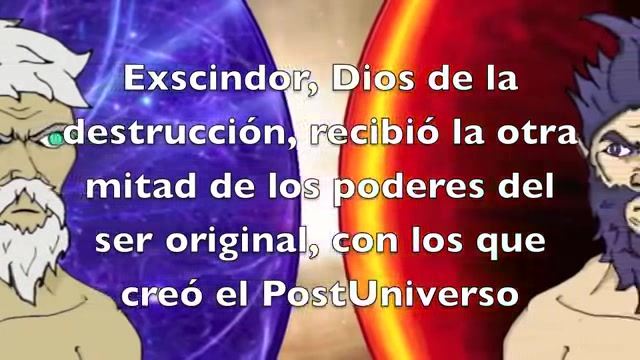 Exscindor, Dios de la
destrucción, recibió la otra
mitad de los poderes del
ser original, con los que
creó el PostUniverso